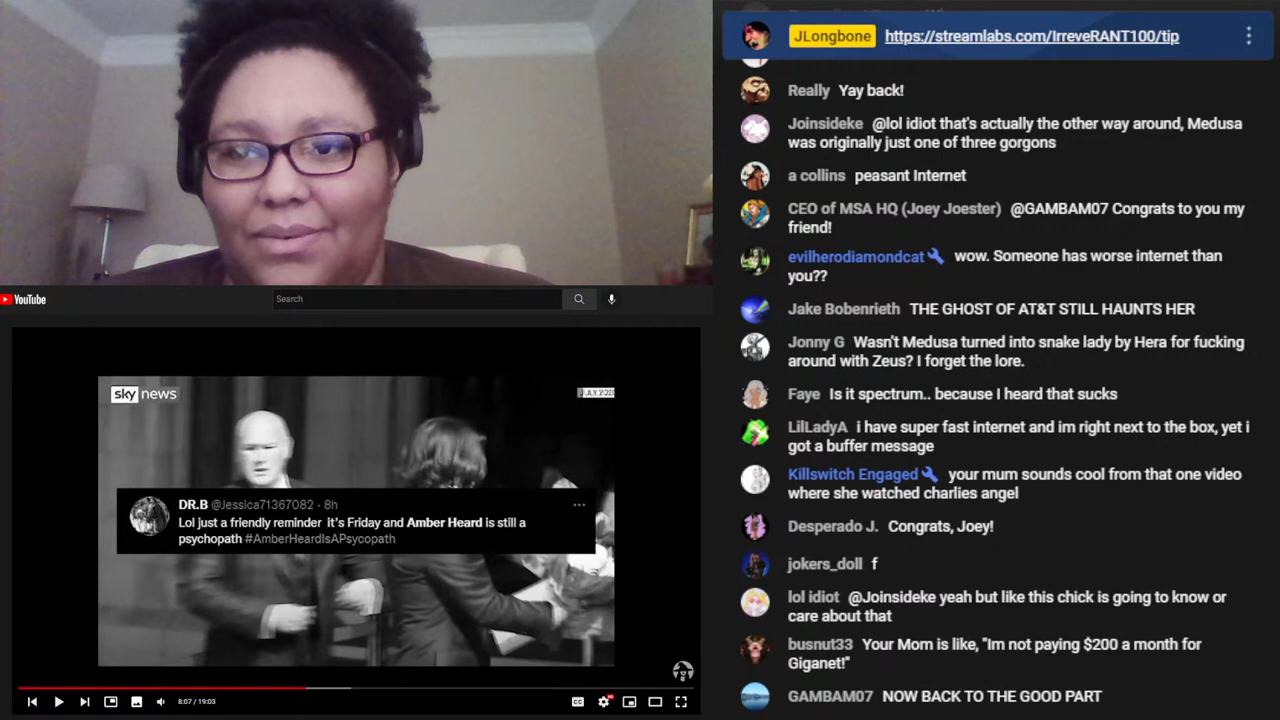 JLongbone https://streamlabs.com/IrreveRANT100/tip
Really Yay back!
Joinsideke @lol idiot that's actually the other way around, Medusa
was originally just one of three gorgons
a collins peasant Internet
CEO of MSA HQ (Joey Joester) @GAMBAM07 Congrats to you my
friend!
evilherodiamondcat wow. Someone has worse internet than
you??
Jake Bobenrieth THE GHOST OF AT&T STILL HAUNTS HER
Jonny G Wasn't Medusa turned into snake lady by Hera for fucking
around with Zeus? I forget the lore.
Faye Is it spectrum.. because I heard that sucks
LilLadyA i have super fast internet and im right next to the box, yet i
got a buffer message
Killswitch Engaged your mum sounds cool from that one video
where she watched charlies angel
Desperado J. Congrats, Joey!
jokers_doll f
lol idiot @Joinsideke yeah but like this chick is going to know or
care about that
busnut33 Your Mom is like, "Im not paying $200 a month for
Giganet!"
GAMBAM07 NOW BACK TO THE GOOD PART
YouTube
Search
sky news
DR.B @Jessica71367082 · 8h
Lol just a friendly reminder it's Friday and Amber Heard is still a
psychopath #AmberHeardIsAPsycopath
8:07 / 19:03
CC